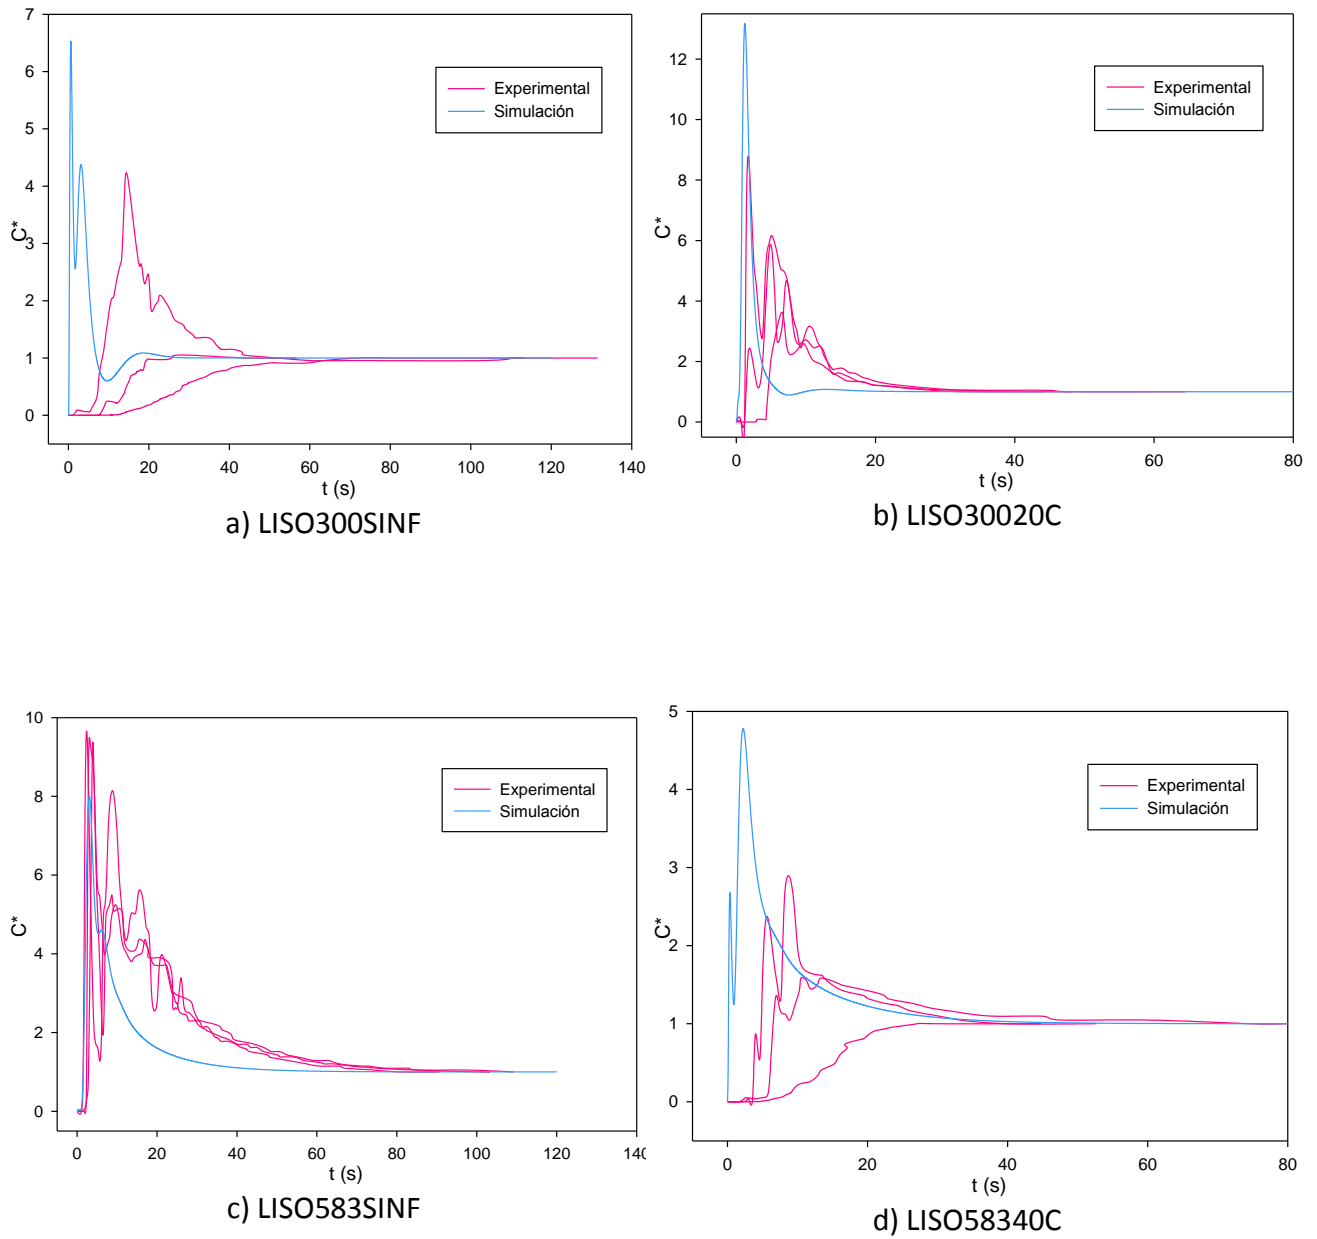 7
6
5
4
3
2
1
0
C*
Experimental
Simulación
0 20 40 60 80 100 120 140
t (s)
a) LISO300SINF
12
10
8
6
4
2
0
C*
Experimental
Simulación
0 20 40 60 80
t (s)
b) LISO30020C
10
8
6
4
2
0
C*
Experimental
Simulación
0 20 40 60 80 100 120 140
t (s)
c) LISO583SINF
5
4
3
2
1
0
C*
Experimental
Simulación
0 20 40 60 80
t (s)
d) LISO58340C